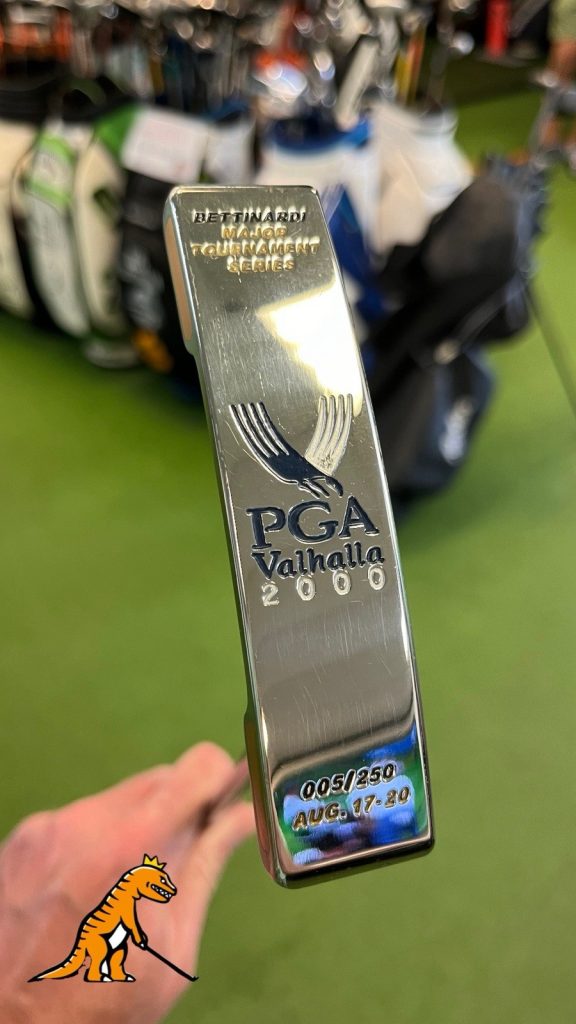 BETTINARDI
MAJOR
TOURNAMENT
SERIES
PGA
Valhalla
2000
005/250
AUG. 17-20